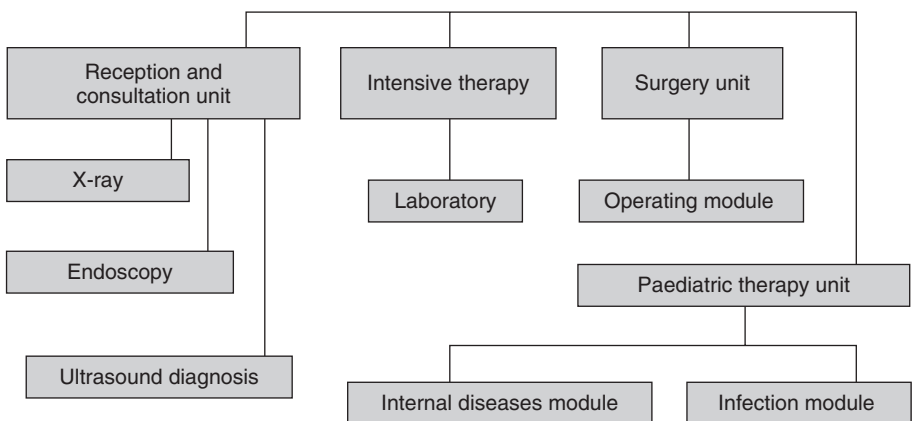 Reception and
consultation unit
Intensive therapy
Surgery unit
X-ray
Laboratory
Operating module
Endoscopy
Paediatric therapy unit
Ultrasound diagnosis
Internal diseases module
Infection module